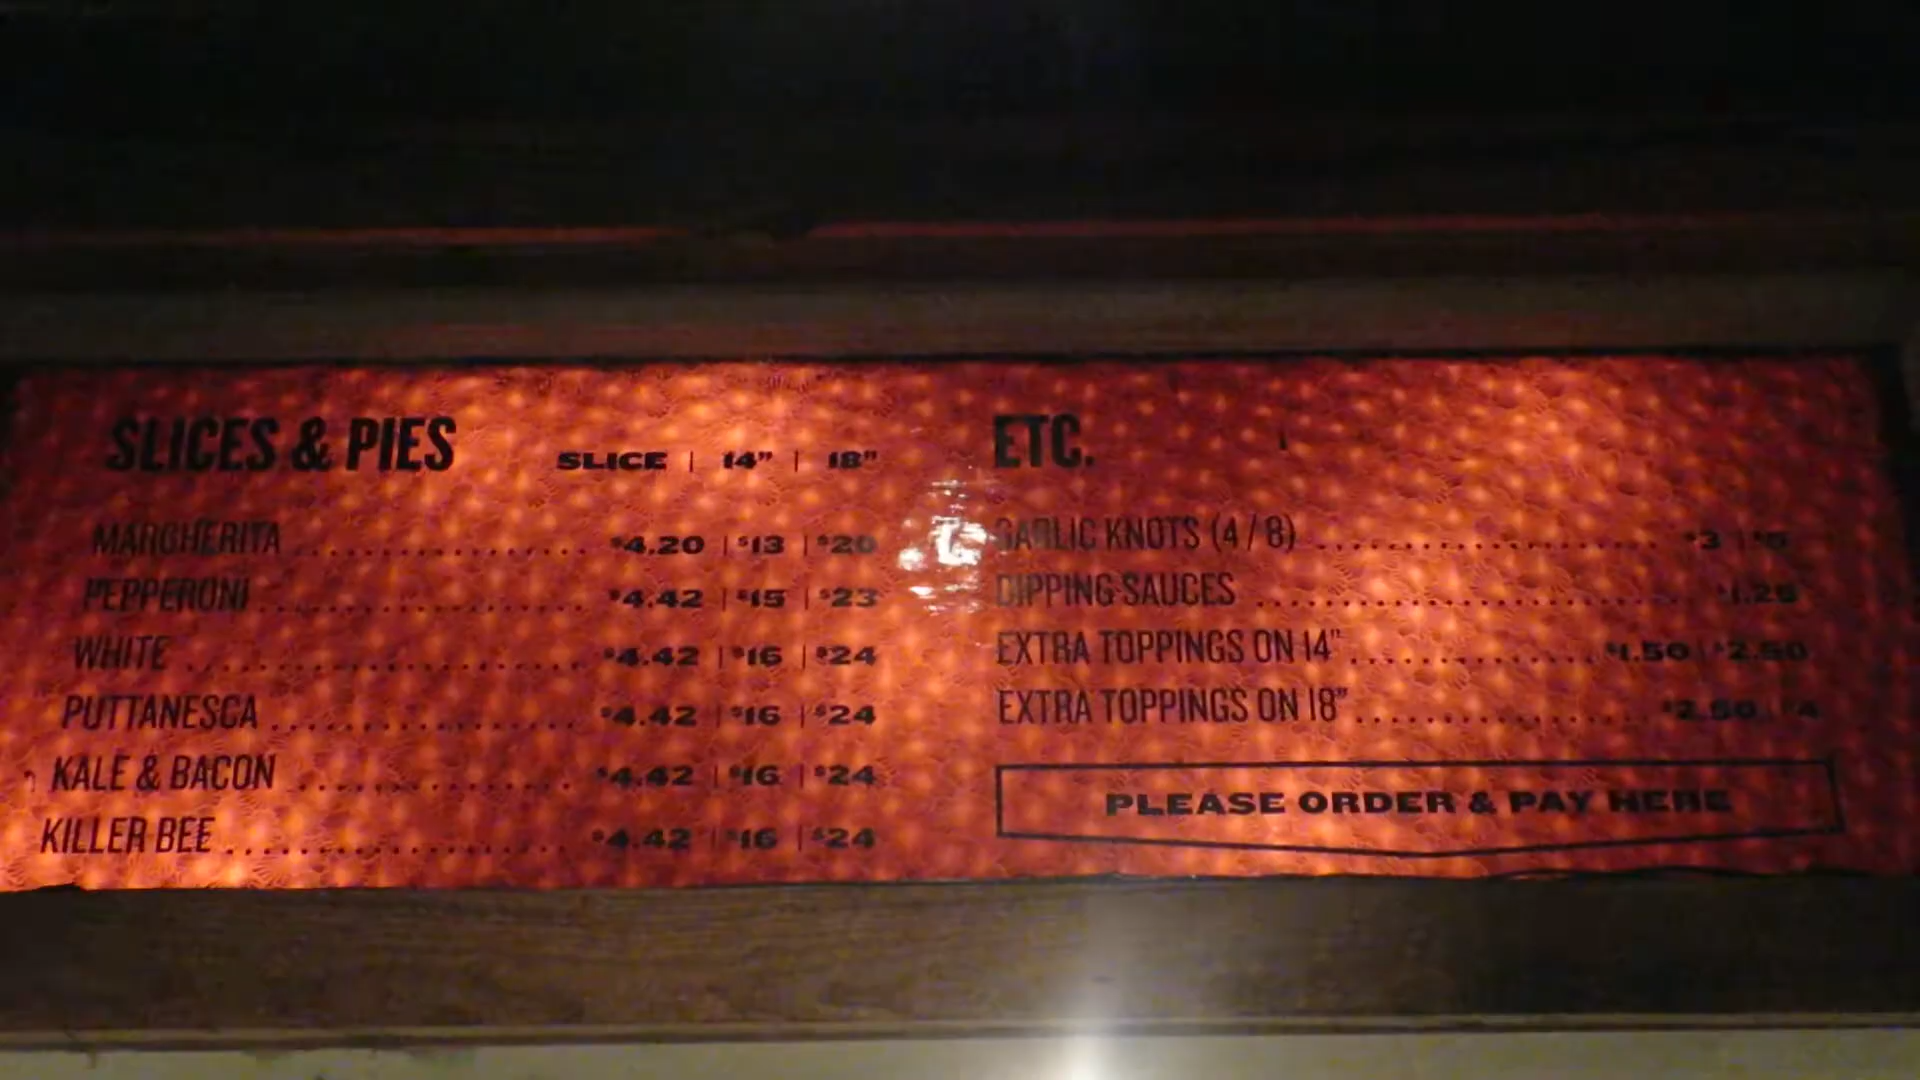 SLICES & PIES SLICE | 14" | 18"
MARGHERITA ........................ $4.20 | $13 | $20
PEPPERONI ........................ $4.42 | $15 | $23
WHITE ........................ $4.42 | $16 | $24
PUTTANESCA ........................ $4.42 | $16 | $24
KALE & BACON ........................ $4.42 | $16 | $24
KILLER BEE ........................ $4.42 | $16 | $24
ETC.
GARLIC KNOTS (4 / 8) ........................ $3 |
DIPPING SAUCES ........................ $1.25
EXTRA TOPPINGS ON 14" ........................ $1.50 | $2.50
EXTRA TOPPINGS ON 18" ........................ $2.50 | $4
PLEASE ORDER & PAY HERE